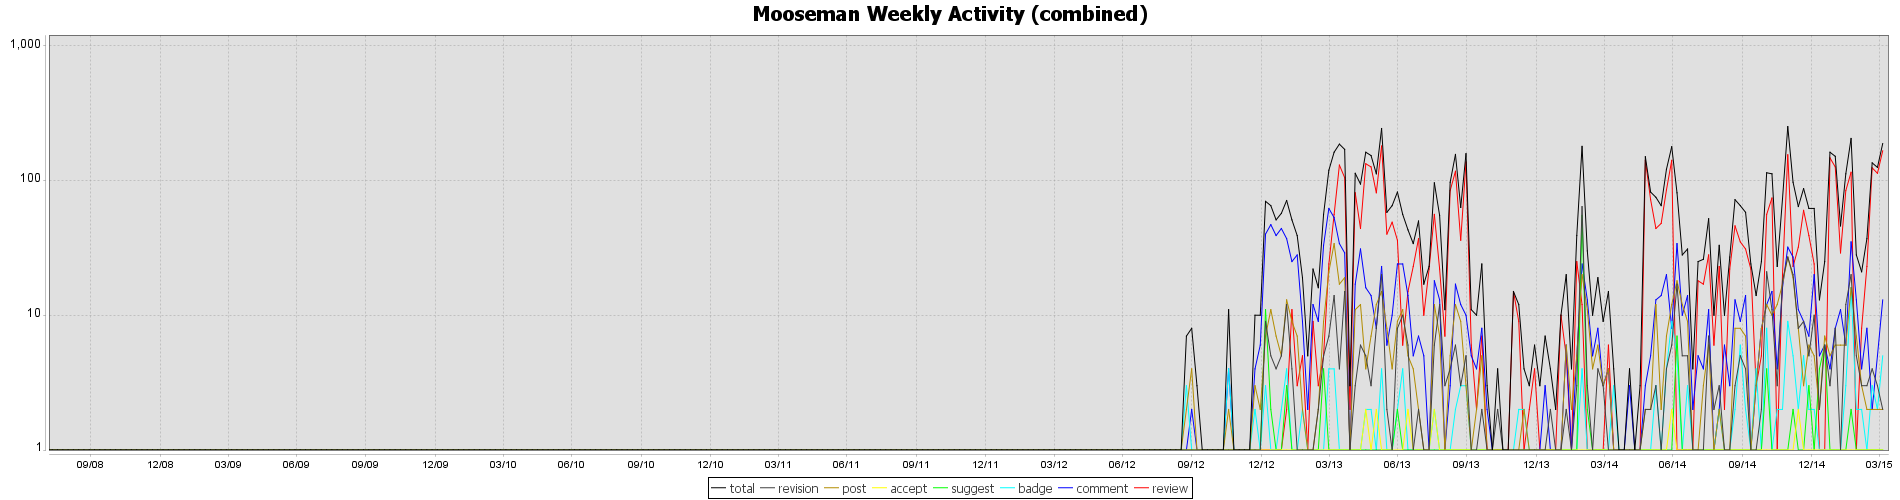 Mooseman Weekly Activity (combined)
1,000
100
10
1
09/08 12/08 03/09 06/09 09/09 12/09 03/10 06/10 09/10 12/10 03/11 06/11 09/11 12/11 03/12 06/12 09/12 12/12 03/13 06/13 09/13 12/13 03/14 06/14 09/14 12/14 03/15
total revision post accept suggest badge comment review